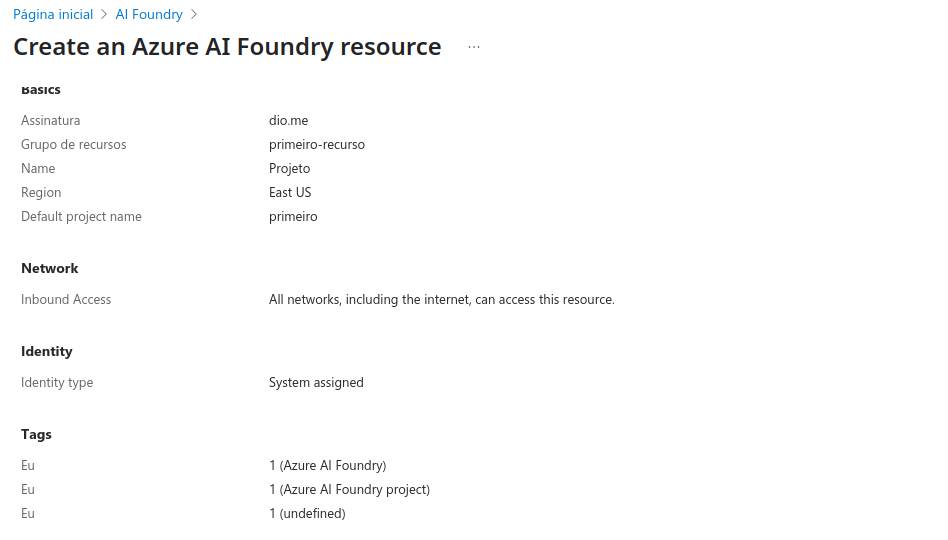 Página inicial > AI Foundry >
Create an Azure AI Foundry resource ...
Basics
Assinatura dio.me
Grupo de recursos primeiro-recurso
Name Projeto
Region East US
Default project name primeiro
Network
Inbound Access All networks, including the internet, can access this resource.
Identity
Identity type System assigned
Tags
Eu 1 (Azure AI Foundry)
Eu 1 (Azure AI Foundry project)
Eu 1 (undefined)